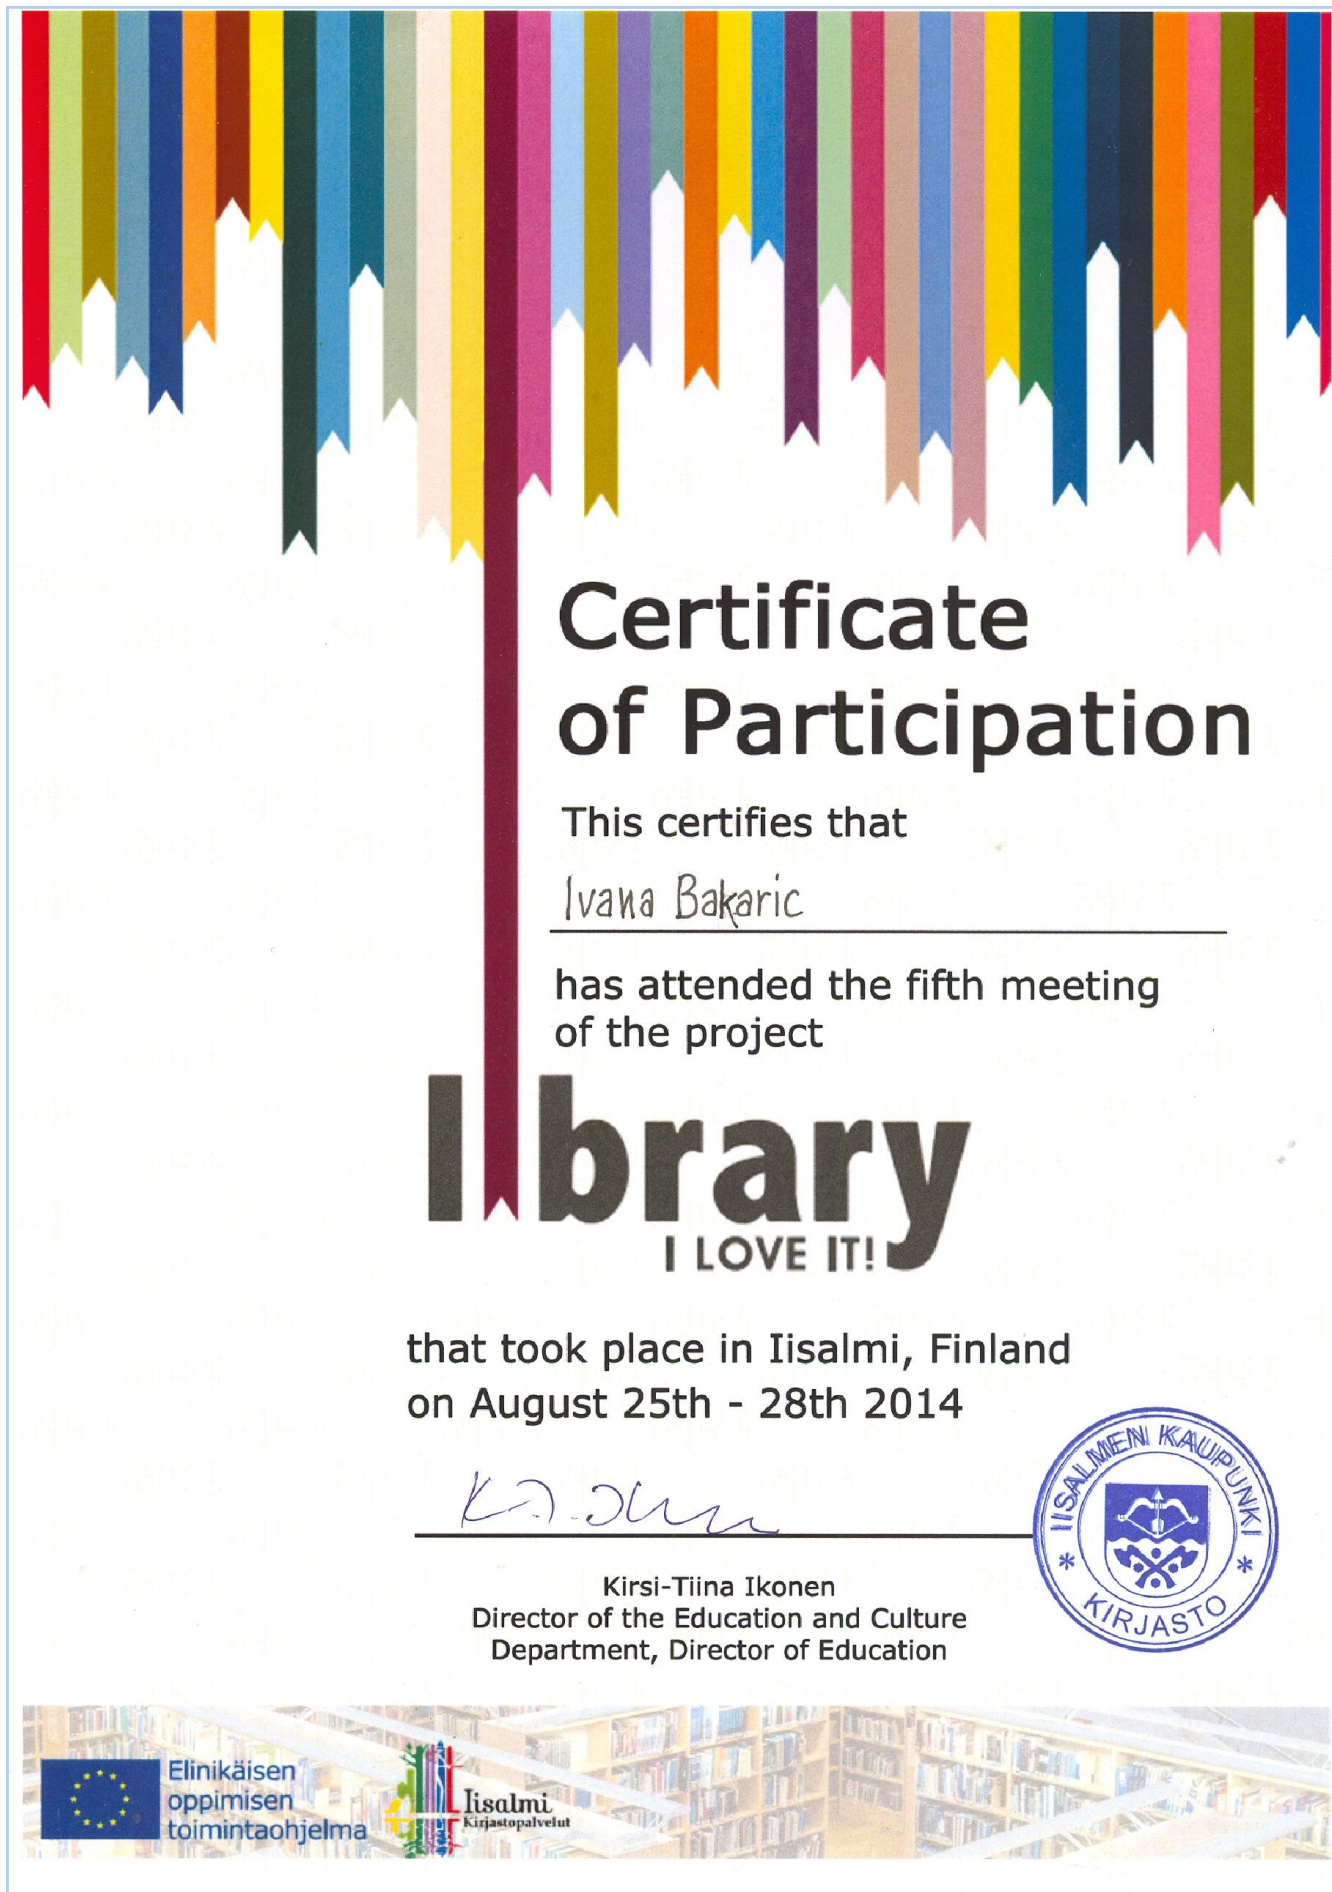 Certificate
of Participation
This certifies that
Ivana Bakaric
has attended the fifth meeting
of the project
library
I LOVE IT!
that took place in Iisalmi, Finland
on August 25th - 28th 2014
Kirsi-Tiina Ikonen
Director of the Education and Culture
Department, Director of Education
IISALMEN KAUPUNKI
* KIRJASTO *
Elinikäisen
oppimisen
toimintaohjelma
Iisalmi
Kirjastopalvelut